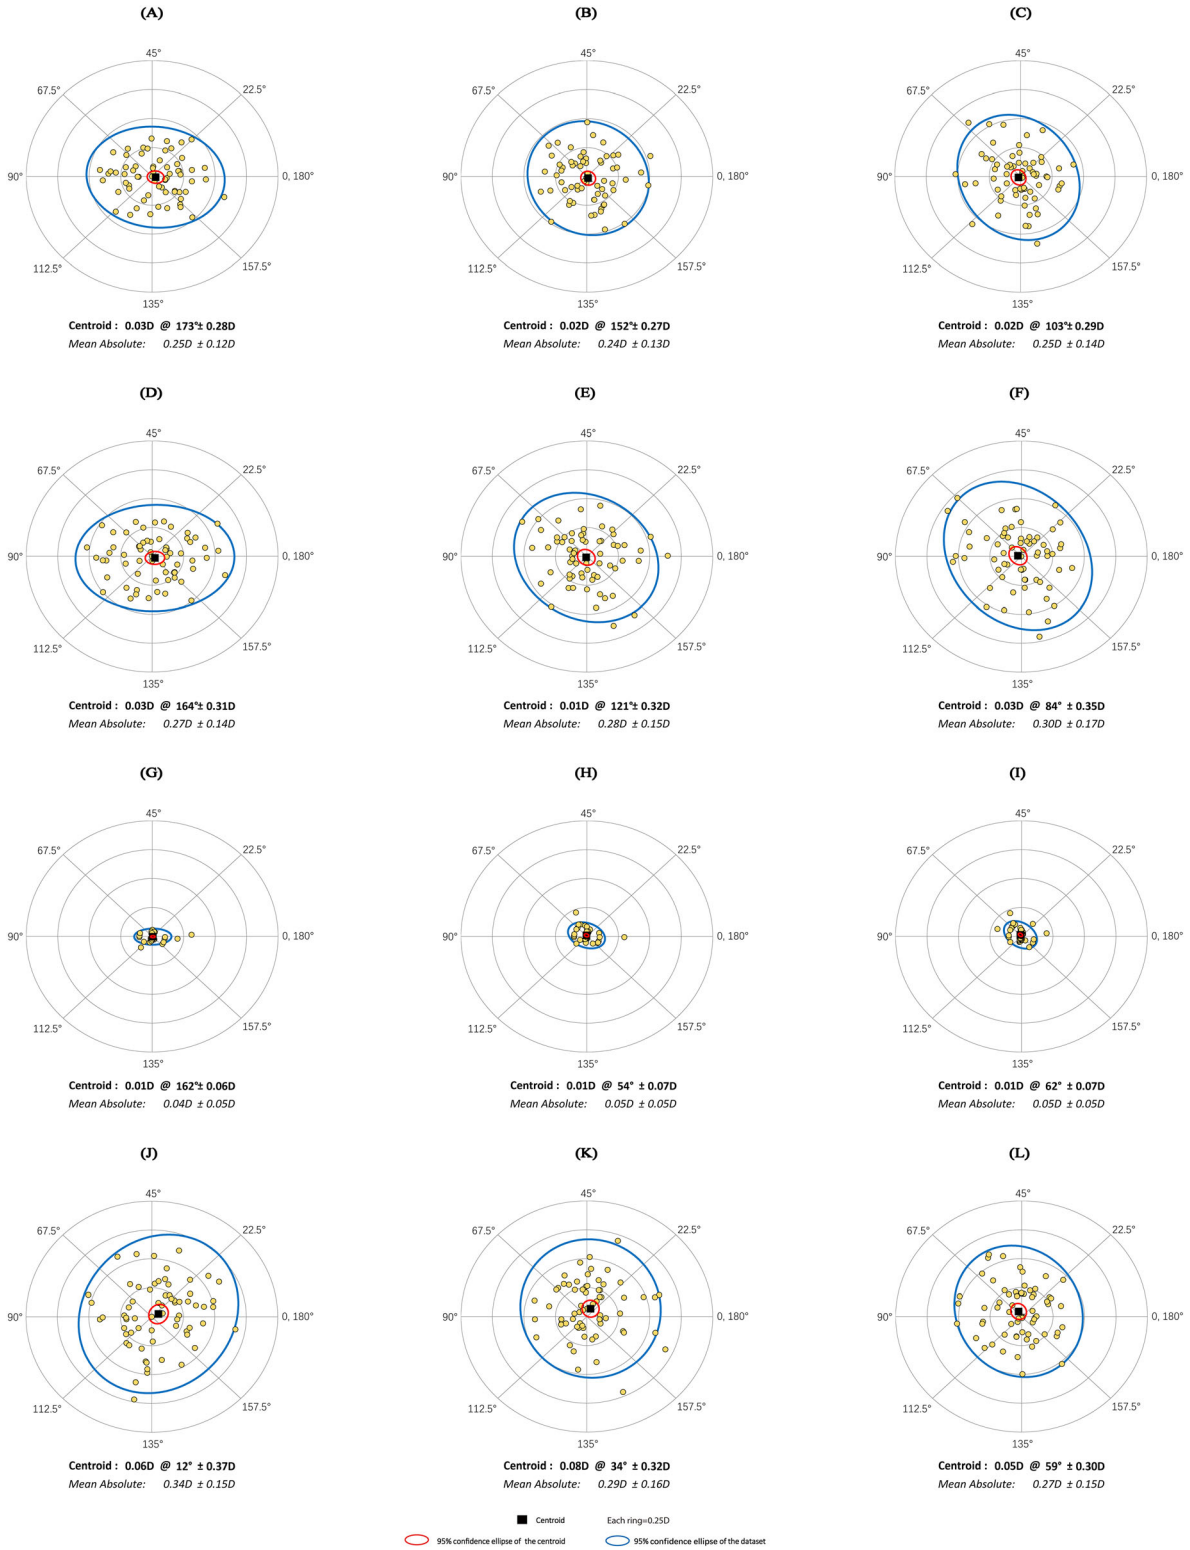 (A) (B) (C)
45° 45° 45°
67.5° 22.5° 67.5° 22.5° 67.5° 22.5°
90° 0, 180° 90° 0, 180° 90° 0, 180°
112.5° 157.5° 112.5° 157.5° 112.5° 157.5°
135° 135° 135°
Centroid : 0.03D @ 173°± 0.28D Centroid : 0.02D @ 152°± 0.27D Centroid : 0.02D @ 103°± 0.29D
Mean Absolute: 0.25D ± 0.12D Mean Absolute: 0.24D ± 0.13D Mean Absolute: 0.25D ± 0.14D
(D) (E) (F)
45° 45° 45°
67.5° 22.5° 67.5° 22.5° 67.5° 22.5°
90° 0, 180° 90° 0, 180° 90° 0, 180°
112.5° 157.5° 112.5° 157.5° 112.5° 157.5°
135° 135° 135°
Centroid : 0.03D @ 164°± 0.31D Centroid : 0.01D @ 121°± 0.32D Centroid : 0.03D @ 84° ± 0.35D
Mean Absolute: 0.27D ± 0.14D Mean Absolute: 0.28D ± 0.15D Mean Absolute: 0.30D ± 0.17D
(G) (H) (I)
45° 45° 45°
67.5° 22.5° 67.5° 22.5° 67.5° 22.5°
90° 0, 180° 90° 0, 180° 90° 0, 180°
112.5° 157.5° 112.5° 157.5° 112.5° 157.5°
135° 135° 135°
Centroid : 0.01D @ 162°± 0.06D Centroid : 0.01D @ 54° ± 0.07D Centroid : 0.01D @ 62° ± 0.07D
Mean Absolute: 0.04D ± 0.05D Mean Absolute: 0.05D ± 0.05D Mean Absolute: 0.05D ± 0.05D
(J) (K) (L)
45° 45° 45°
67.5° 22.5° 67.5° 22.5° 67.5° 22.5°
90° 0, 180° 90° 0, 180° 90° 0, 180°
112.5° 157.5° 112.5° 157.5° 112.5° 157.5°
135° 135° 135°
Centroid : 0.06D @ 12° ± 0.37D Centroid : 0.08D @ 34° ± 0.32D Centroid : 0.05D @ 59° ± 0.30D
Mean Absolute: 0.34D ± 0.15D Mean Absolute: 0.29D ± 0.16D Mean Absolute: 0.27D ± 0.15D
Centroid Each ring=0.25D
95% confidence ellipse of the centroid 95% confidence ellipse of the dataset